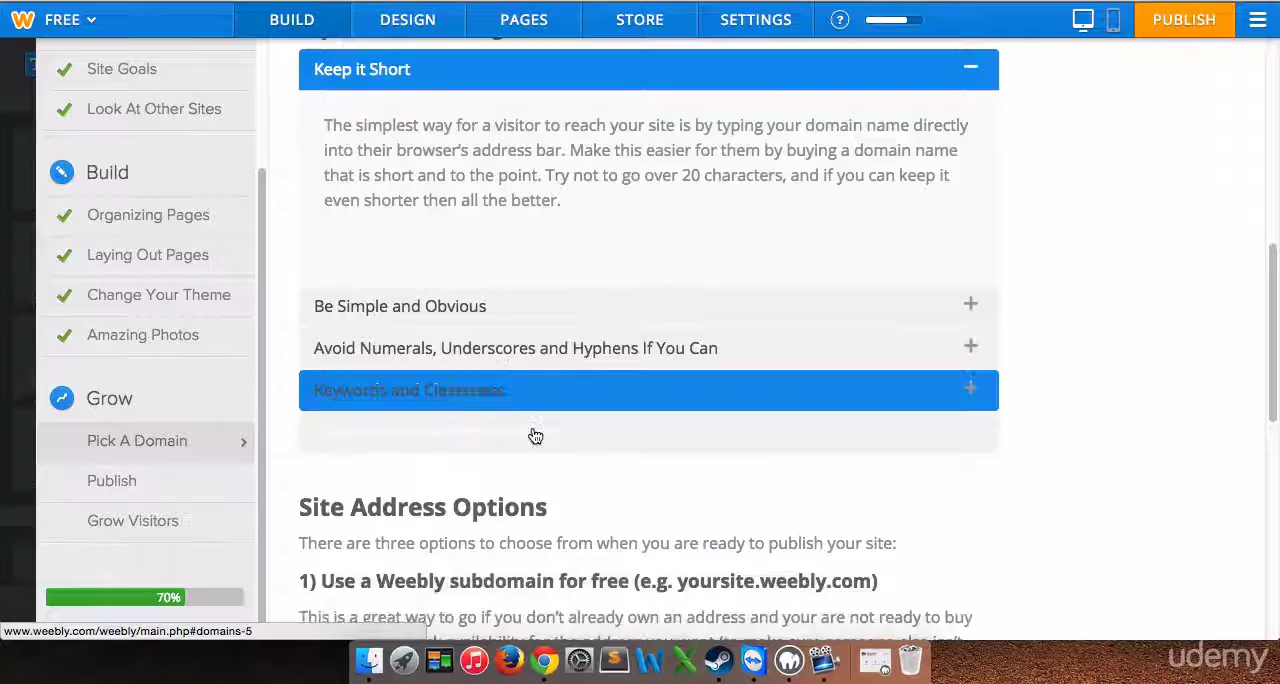 FREE
BUILD
DESIGN
PAGES
STORE
SETTINGS
?
PUBLISH
Site Goals
Look At Other Sites
Build
Organizing Pages
Laying Out Pages
Change Your Theme
Amazing Photos
Grow
Pick A Domain
Publish
Grow Visitors
70%
www.weebly.com/weebly/main.php#domains-5
Keep it Short
The simplest way for a visitor to reach your site is by typing your domain name directly
into their browser's address bar. Make this easier for them by buying a domain name
that is short and to the point. Try not to go over 20 characters, and if you can keep it
even shorter then all the better.
Be Simple and Obvious
Avoid Numerals, Underscores and Hyphens If You Can
Keywords and
Site Address Options
There are three options to choose from when you are ready to publish your site:
1) Use a Weebly subdomain for free (e.g. yoursite.weebly.com)
This is a great way to go if you don't already own an address and your are not ready to buy
udemy